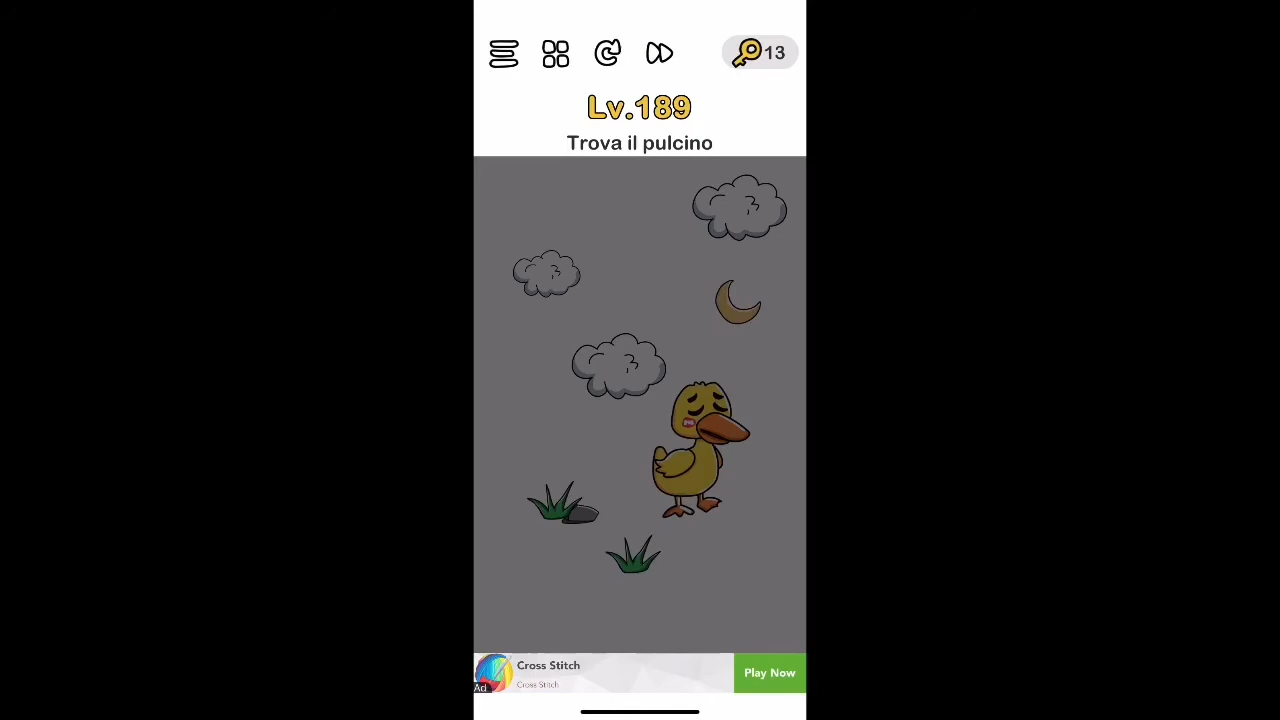 13
Lv.189
Trova il pulcino
Cross Stitch
Cross Stitch
Play Now
Ad